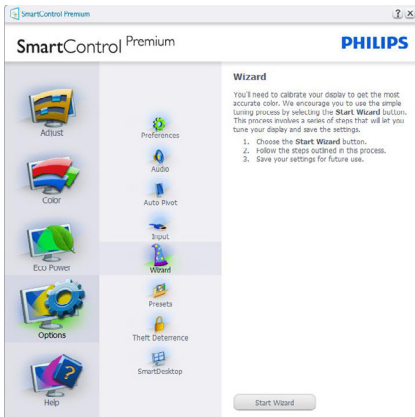 SmartControl Premium
SmartControl Premium
PHILIPS
Adjust
Color
Eco Power
Options
Help
Preferences
Audio
Auto Pivot
Input
Wizard
Presets
Theft Deterrence
SmartDesktop
Wizard
You'll need to calibrate your display to get the most
accurate color. We encourage you to use the simple
tuning process by selecting the Start Wizard button.
This process involves a series of steps that will let you
tune your display and save the settings.
1. Choose the Start Wizard button.
2. Follow the steps outlined in this process.
3. Save your settings for future use.
Start Wizard